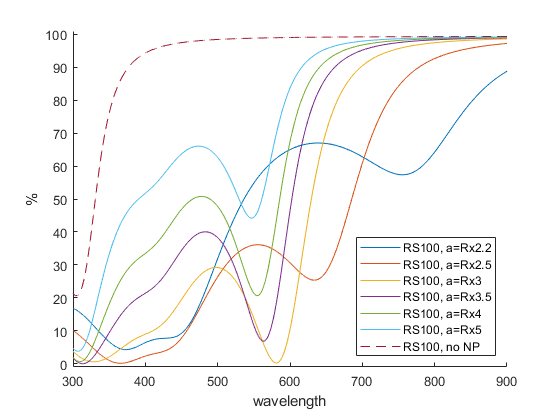 100
90
80
70
60
50
40
30
20
10
0
%
300
400
500
600
700
800
900
wavelength
RS100, a=Rx2.2
RS100, a=Rx2.5
RS100, a=Rx3
RS100, a=Rx3.5
RS100, a=Rx4
RS100, a=Rx5
RS100, no NP